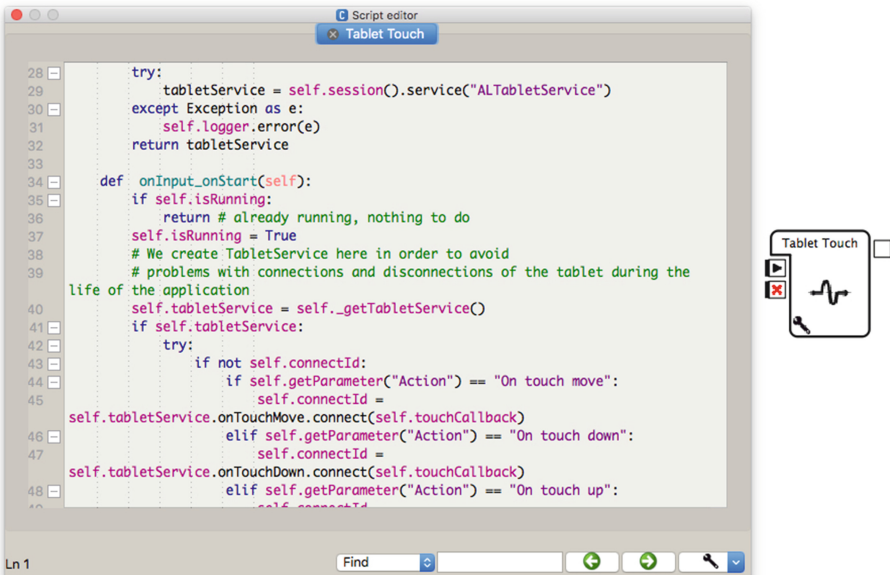 Script editor
Tablet Touch
28 try:
29 tabletService = self.session().service("ALTabletService")
30 except Exception as e:
31 self.logger.error(e)
32 return tabletService
33
34 def onInput_onStart(self):
35 if self.isRunning:
36 return # already running, nothing to do
37 self.isRunning = True
38 # We create TabletService here in order to avoid
39 # problems with connections and disconnections of the tablet during the
life of the application
40 self.tabletService = self._getTabletService()
41 if self.tabletService:
42 try:
43 if not self.connectId:
44 if self.getParameter("Action") == "On touch move":
45 self.connectId =
self.tabletService.onTouchMove.connect(self.touchCallback)
46 elif self.getParameter("Action") == "On touch down":
47 self.connectId =
self.tabletService.onTouchDown.connect(self.touchCallback)
48 elif self.getParameter("Action") == "On touch up":
Ln 1
Find
Tablet Touch